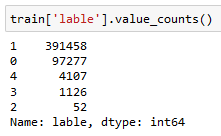 train['lable'].value_counts()
1    391458
0     97277
4      4107
3      1126
2        52
Name: lable, dtype: int64